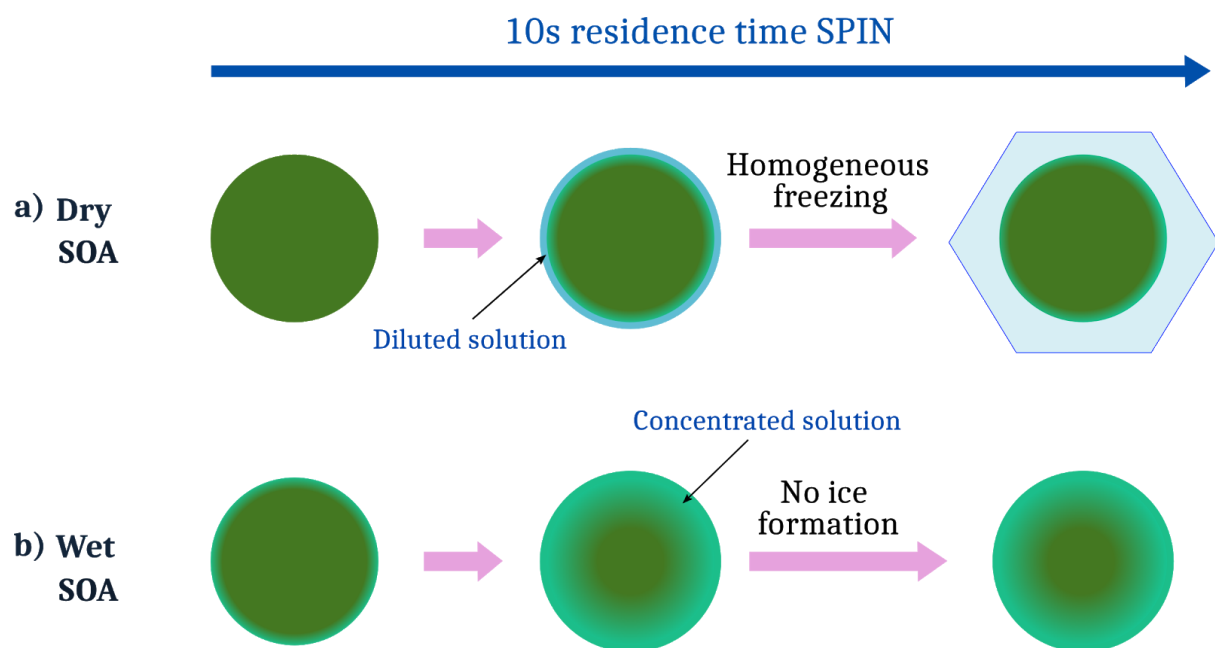 10s residence time SPIN
a) Dry
SOA
Homogeneous
freezing
Diluted solution
Concentrated solution
b) Wet
SOA
No ice
formation